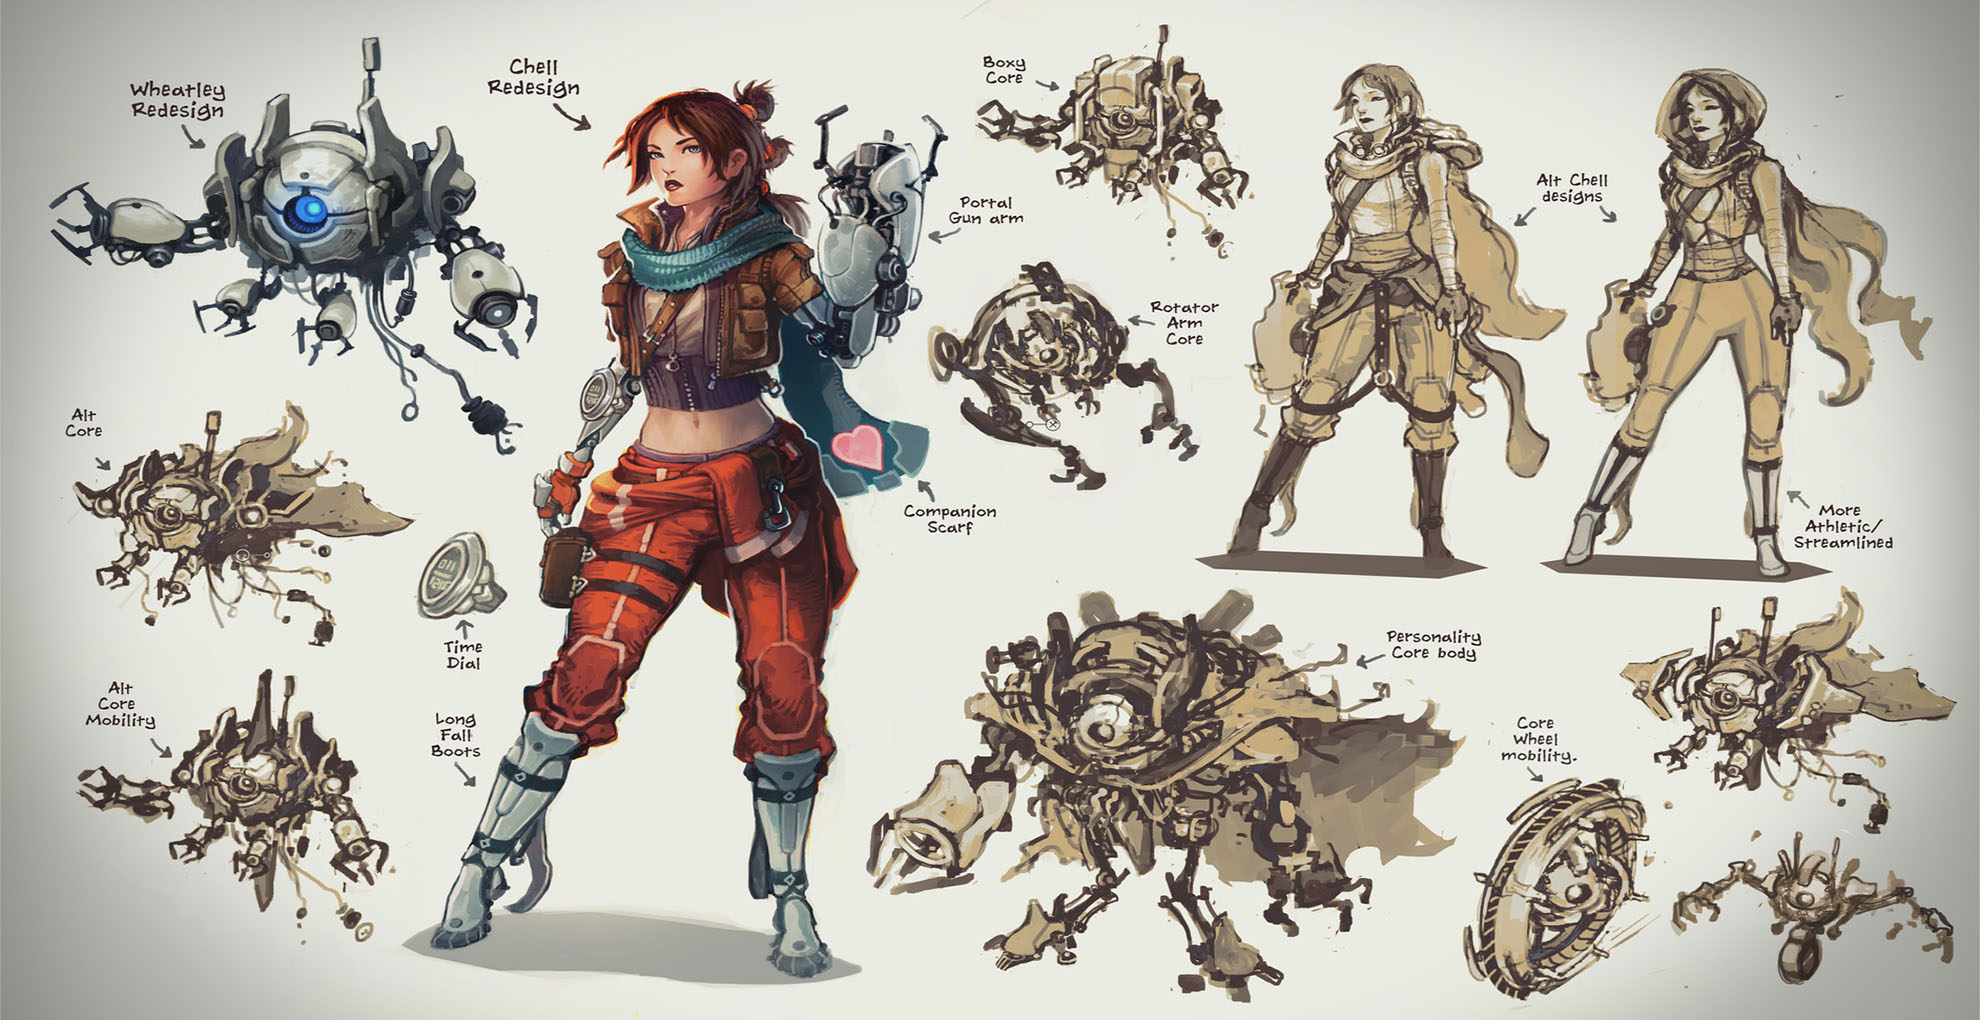 Wheatley
Redesign
Chell
Redesign
Boxy
Core
Portal
Gun arm
Alt Chell
designs
Rotator
Arm
Core
Alt
Core
Companion
Scarf
More
Athletic/
Streamlined
Time
Dial
Alt
Core
Mobility
Long
Fall
Boots
Personality
Core body
Core
Wheel
mobility.